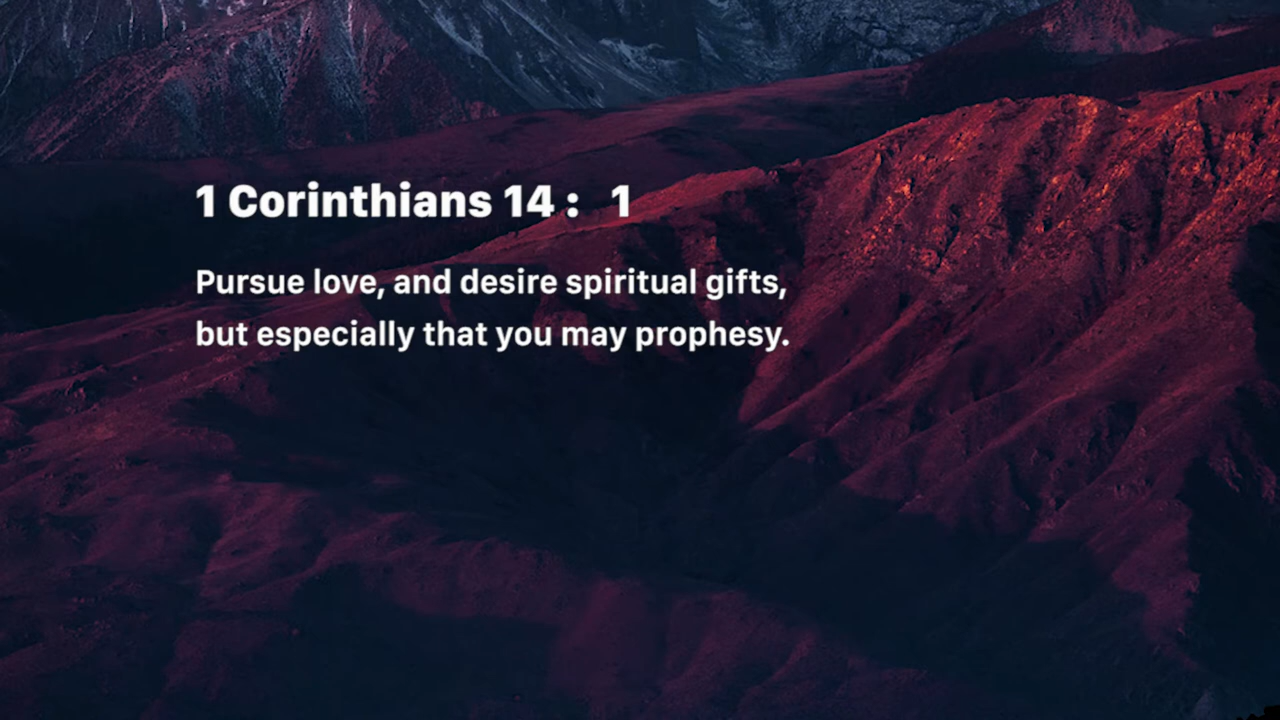 1 Corinthians 14 : 1
Pursue love, and desire spiritual gifts,
but especially that you may prophesy.